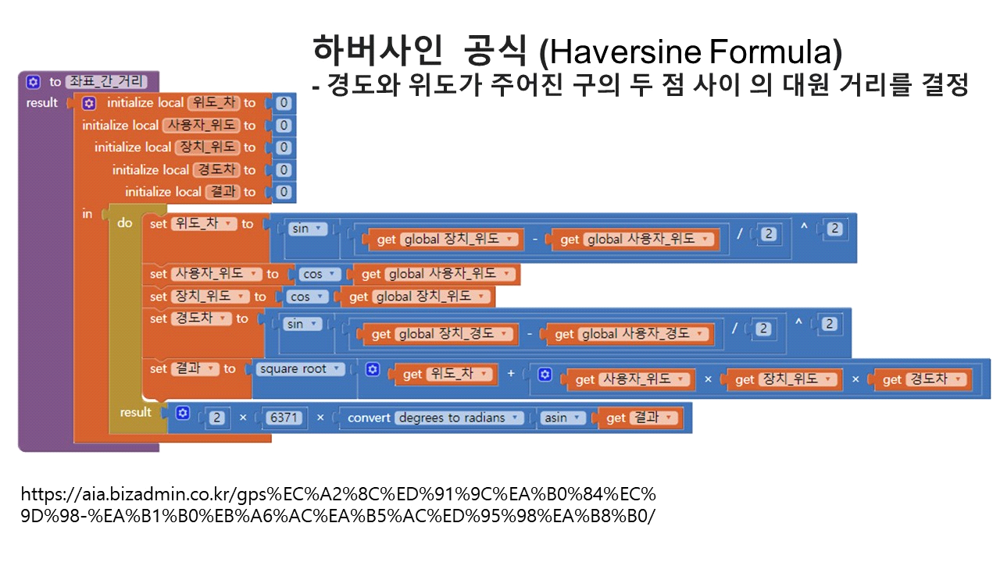 하버사인 공식 (Haversine Formula)
- 경도와 위도가 주어진 구의 두 점 사이 의 대원 거리를 결정
to 좌표_간_거리
result initialize local 위도_차 to 0
initialize local 사용자_위도 to 0
initialize local 장치_위도 to 0
initialize local 경도차 to 0
initialize local 결과 to 0
in
do set 위도_차 to sin get global 장치_위도 - get global 사용자_위도 / 2 ^ 2
set 사용자_위도 to cos get global 사용자_위도
set 장치_위도 to cos get global 장치_위도
set 경도차 to sin get global 장치_경도 - get global 사용자_경도 / 2 ^ 2
set 결과 to square root get 위도_차 + get 사용자_위도 × get 장치_위도 × get 경도차
result 2 × 6371 × convert degrees to radians asin get 결과
https://aia.bizadmin.co.kr/gps%EC%A2%8C%ED%91%9C%EA%B0%84%EC%
9D%98-%EA%B1%B0%EB%A6%AC%EA%B5%AC%ED%95%98%EA%B8%B0/